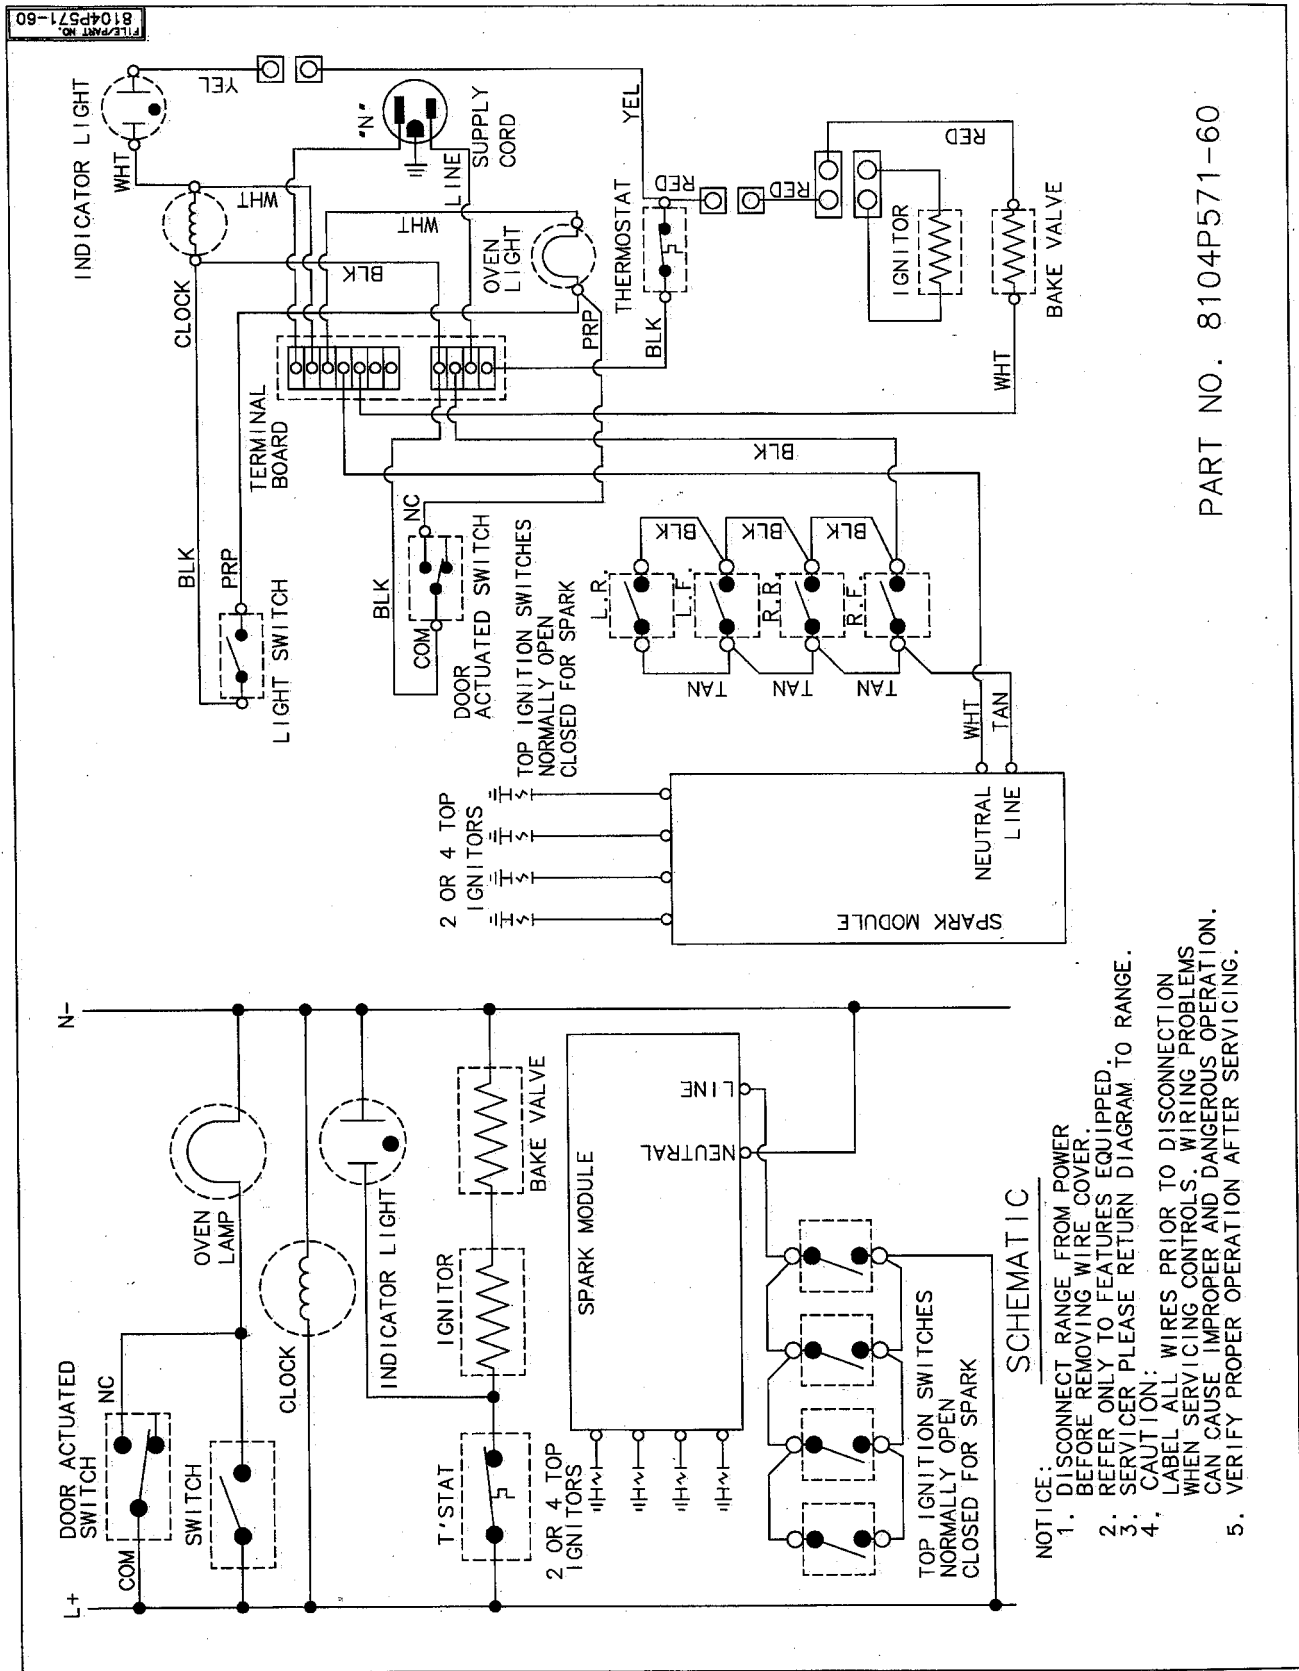 FILE/PART NO.
8104P571-60
INDICATOR LIGHT
YEL
WHT
"N"
LINE
SUPPLY
CORD
YEL
WHT
CLOCK
WHT
BLK
OVEN
LIGHT
PRP
THERMOSTAT
BLK
RED
RED
RED
IGNITOR
BAKE VALVE
WHT
TERMINAL
BOARD
BLK
BLK
PRP
LIGHT SWITCH
BLK
NC
COM
DOOR
ACTUATED SWITCH
TOP IGNITION SWITCHES
NORMALLY OPEN
CLOSED FOR SPARK
L.R.
L.F.
R.R.
R.F.
BLK
BLK
BLK
TAN
TAN
TAN
WHT
TAN
2 OR 4 TOP
IGNITORS
NEUTRAL
LINE
SPARK MODULE
PART NO. 8104P571-60
L+
N-
DOOR ACTUATED
SWITCH
NC
COM
SWITCH
OVEN
LAMP
CLOCK
INDICATOR LIGHT
T'STAT
IGNITOR
BAKE VALVE
2 OR 4 TOP
IGNITORS
SPARK MODULE
LINE
NEUTRAL
TOP IGNITION SWITCHES
NORMALLY OPEN
CLOSED FOR SPARK
SCHEMATIC
NOTICE:
1. DISCONNECT RANGE FROM POWER
BEFORE REMOVING WIRE COVER.
2. REFER ONLY TO FEATURES EQUIPPED.
3. SERVICER PLEASE RETURN DIAGRAM TO RANGE.
4. CAUTION:
LABEL ALL WIRES PRIOR TO DISCONNECTION
WHEN SERVICING CONTROLS. WIRING PROBLEMS
CAN CAUSE IMPROPER AND DANGEROUS OPERATION.
5. VERIFY PROPER OPERATION AFTER SERVICING.